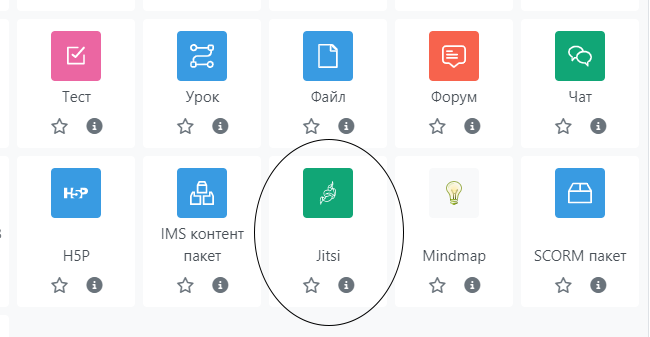 Тест Урок Файл Форум Чат
H5P
IMS контент
H5P пакет Jitsi Mindmap SCORM пакет